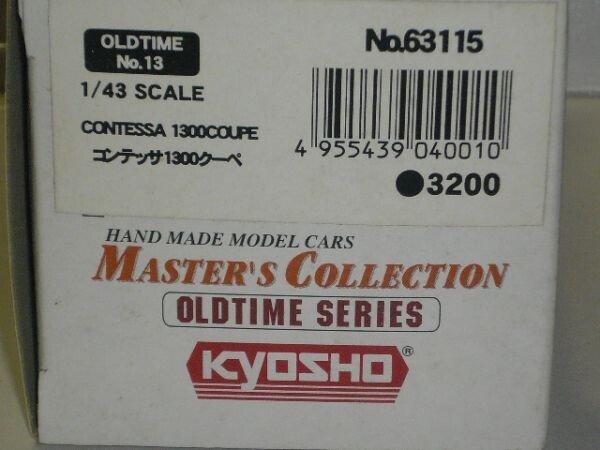 OLDTIME
No.13
No.63115
1/43 SCALE
CONTESSA 1300COUPE
コンテッサ1300クーペ
4 955439 040010
●3200
HAND MADE MODEL CARS
MASTER'S COLLECTION
OLDTIME SERIES
KYOSHO®